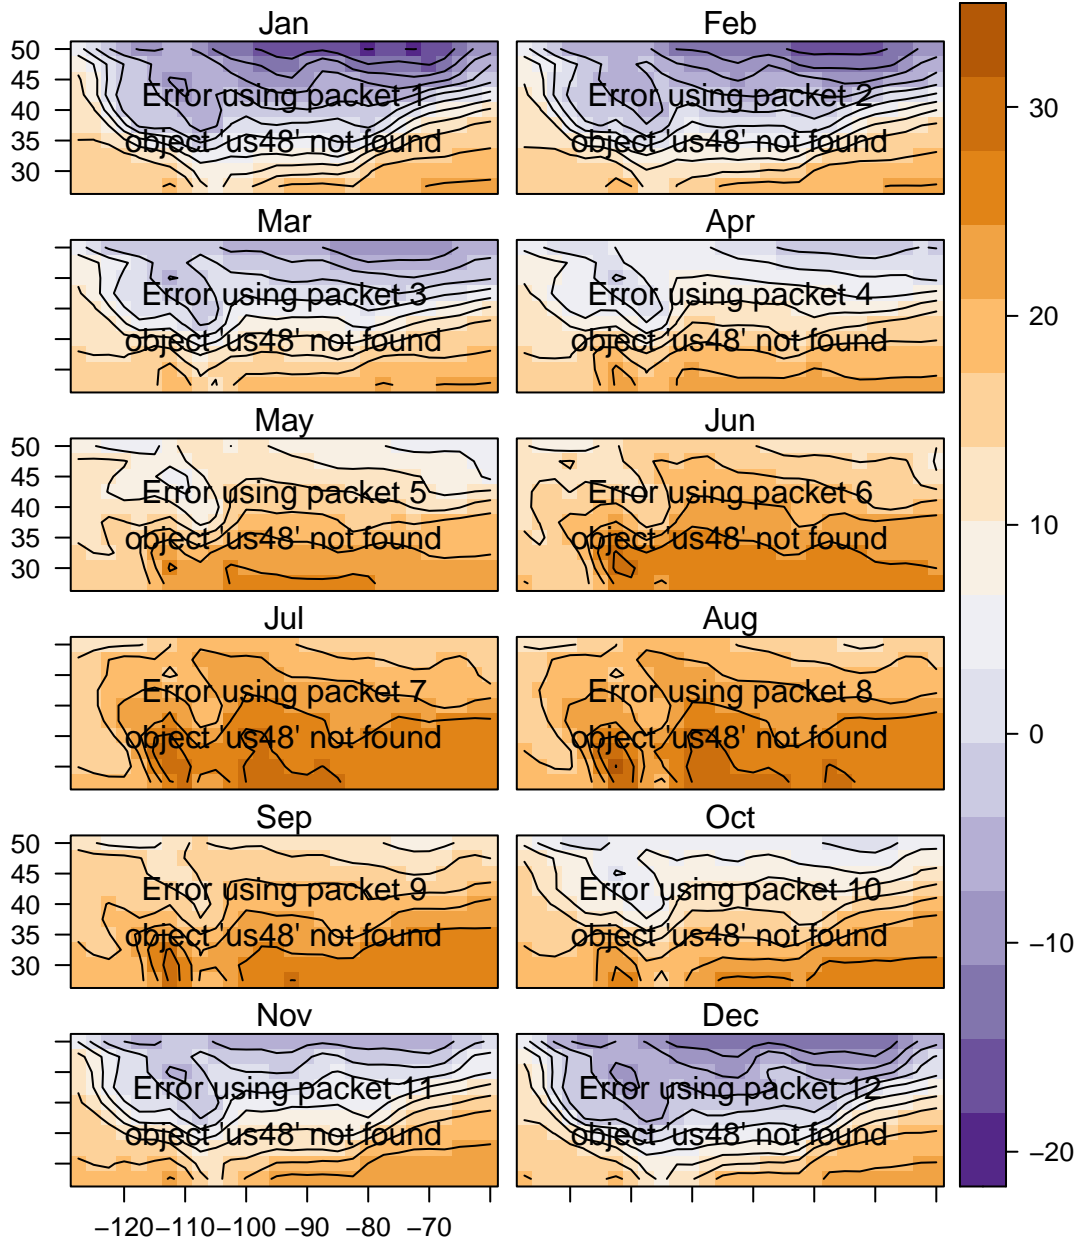 Jan
Feb
50
45
40
35
30
Error using packet 1
object 'us48' not found
Error using packet 2
object 'us48' not found
Mar
Apr
Error using packet 3
object 'us48' not found
Error using packet 4
object 'us48' not found
May
Jun
50
45
40
35
30
Error using packet 5
object 'us48' not found
Error using packet 6
object 'us48' not found
Jul
Aug
Error using packet 7
object 'us48' not found
Error using packet 8
object 'us48' not found
Sep
Oct
50
45
40
35
30
Error using packet 9
object 'us48' not found
Error using packet 10
object 'us48' not found
Nov
Dec
Error using packet 11
object 'us48' not found
Error using packet 12
object 'us48' not found
−120 −110 −100 −90 −80 −70
30
20
10
0
−10
−20